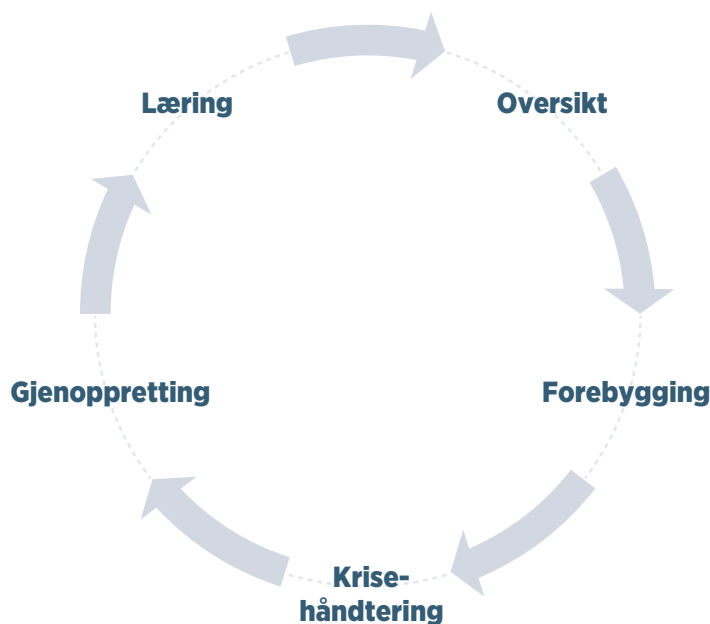 Læring
Oversikt
Gjenoppretting
Forebygging
Krise-
håndtering